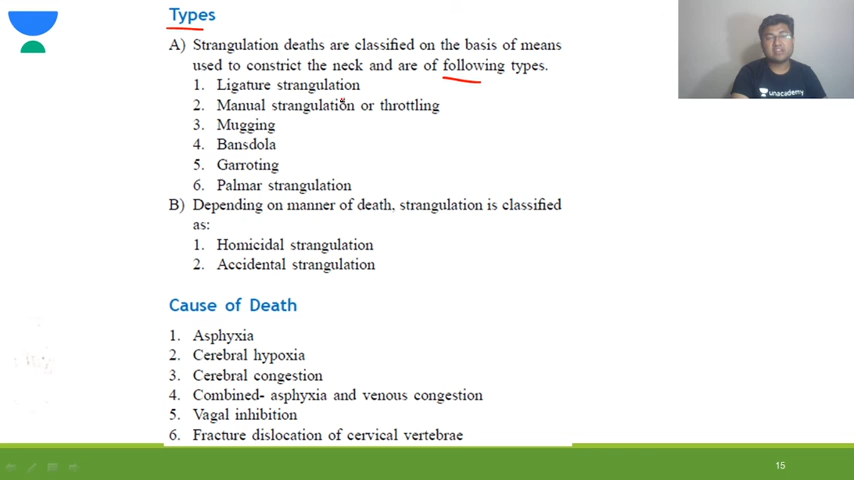 Types
A) Strangulation deaths are classified on the basis of means
used to constrict the neck and are of following types.
1. Ligature strangulation
2. Manual strangulation or throttling
3. Mugging
4. Bansdola
5. Garroting
6. Palmar strangulation
B) Depending on manner of death, strangulation is classified
as:
1. Homicidal strangulation
2. Accidental strangulation
Cause of Death
1. Asphyxia
2. Cerebral hypoxia
3. Cerebral congestion
4. Combined- asphyxia and venous congestion
5. Vagal inhibition
6. Fracture dislocation of cervical vertebrae
unacademy
15